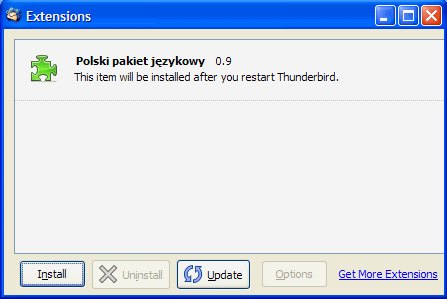 Extensions
Polski pakiet językowy 0.9
This item will be installed after you restart Thunderbird.
Install Uninstall Update Options Get More Extensions